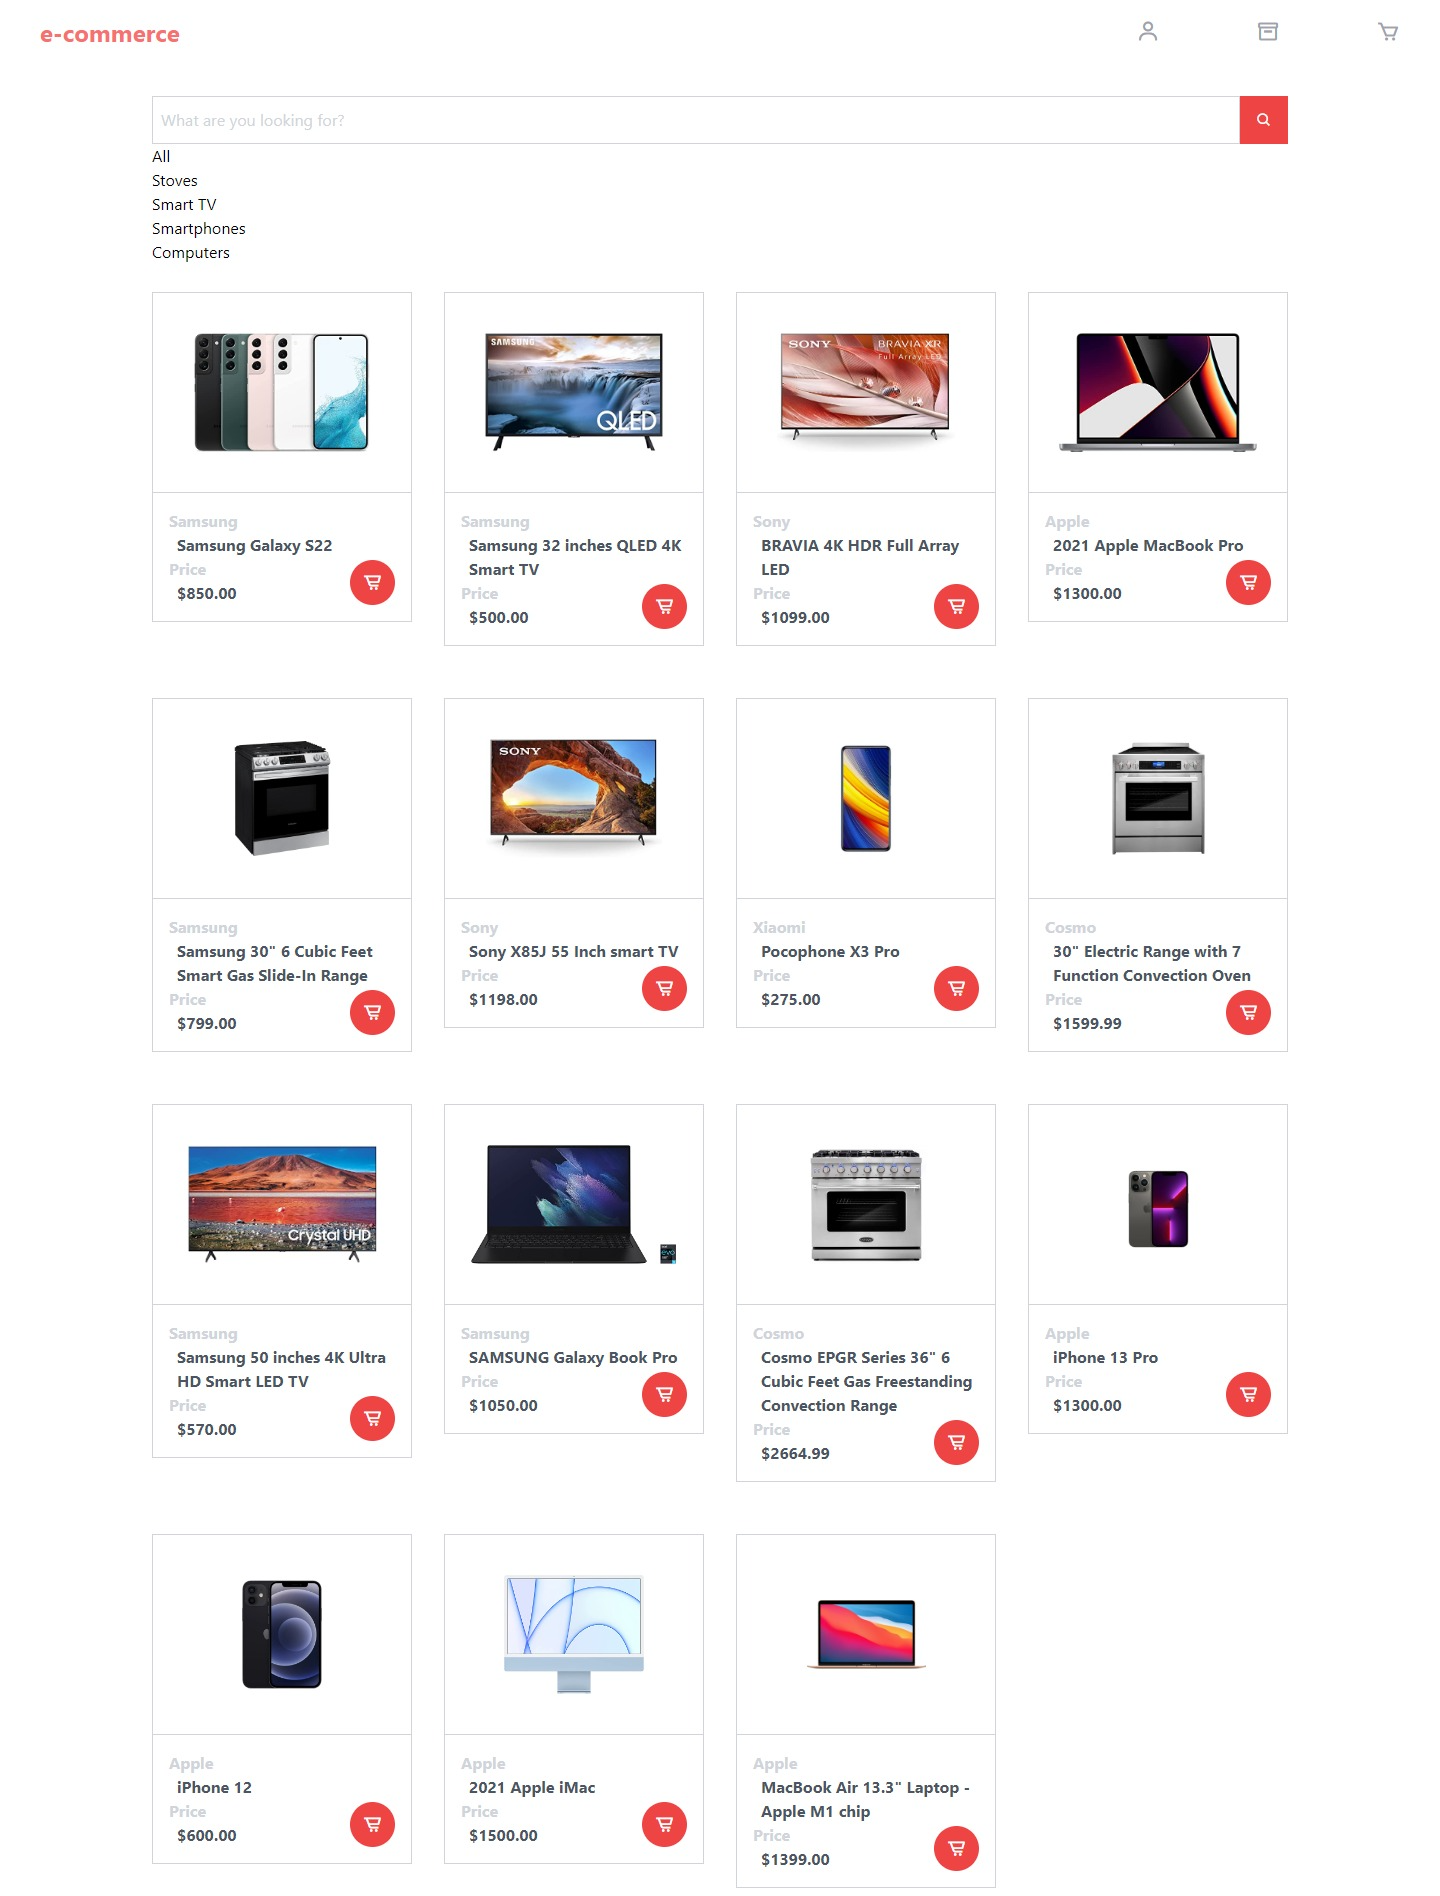 e-commerce
What are you looking for?
All
Stoves
Smart TV
Smartphones
Computers
SAMSUNG
QLED
SONY
BRAVIA XR
Full Array LED
Samsung
Samsung Galaxy S22
Price
$850.00
Samsung
Samsung 32 inches QLED 4K
Smart TV
Price
$500.00
Sony
BRAVIA 4K HDR Full Array
LED
Price
$1099.00
Apple
2021 Apple MacBook Pro
Price
$1300.00
SONY
Samsung
Samsung 30" 6 Cubic Feet
Smart Gas Slide-In Range
Price
$799.00
Sony
Sony X85J 55 Inch smart TV
Price
$1198.00
Xiaomi
Pocophone X3 Pro
Price
$275.00
Cosmo
30" Electric Range with 7
Function Convection Oven
Price
$1599.99
Crystal UHD
evo
Samsung
Samsung 50 inches 4K Ultra
HD Smart LED TV
Price
$570.00
Samsung
SAMSUNG Galaxy Book Pro
Price
$1050.00
Cosmo
Cosmo EPGR Series 36" 6
Cubic Feet Gas Freestanding
Convection Range
Price
$2664.99
Apple
iPhone 13 Pro
Price
$1300.00
Apple
iPhone 12
Price
$600.00
Apple
2021 Apple iMac
Price
$1500.00
Apple
MacBook Air 13.3" Laptop -
Apple M1 chip
Price
$1399.00